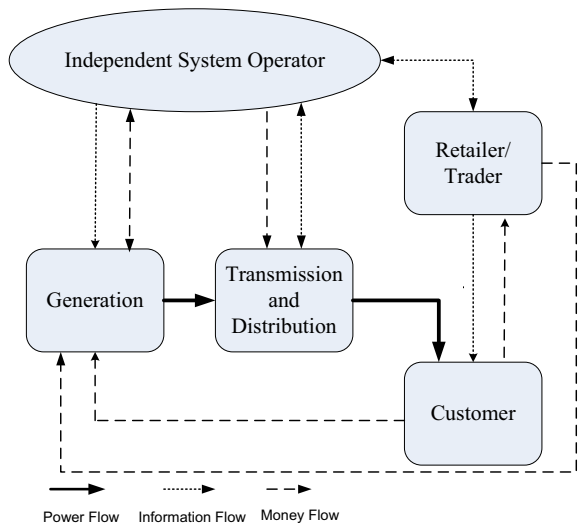 Independent System Operator
Retailer/
Trader
Generation
Transmission
and
Distribution
Customer
Power Flow
Information Flow
Money Flow